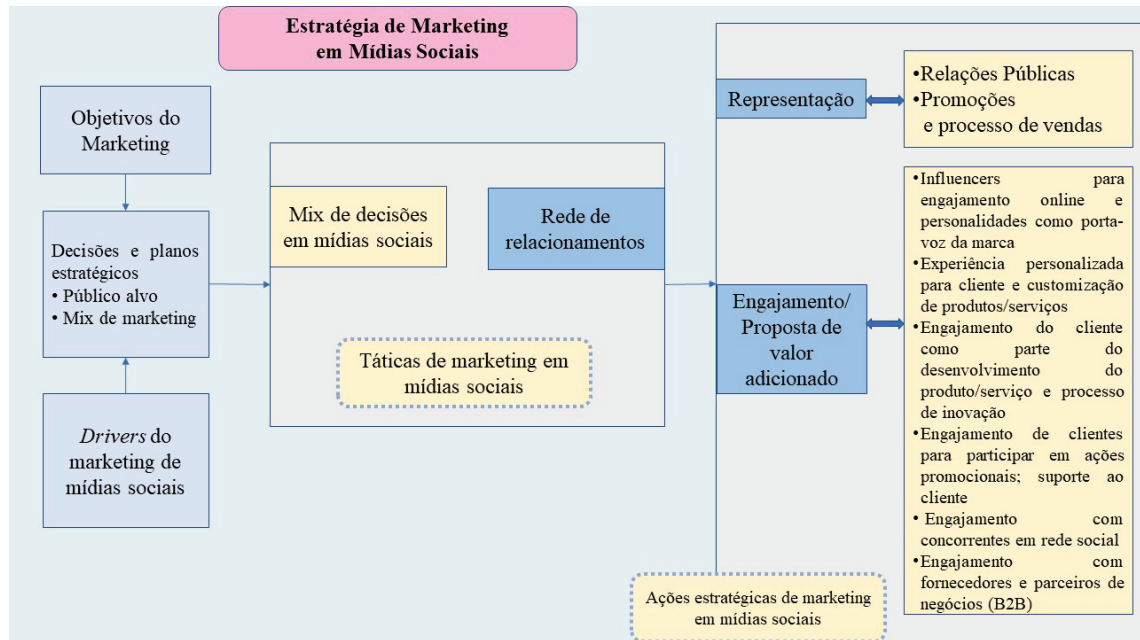 Estratégia de Marketing
em Mídias Sociais
Objetivos do
Marketing
Decisões e planos
estratégicos
• Público alvo
• Mix de marketing
Drivers do
marketing de
mídias sociais
Mix de decisões
em mídias sociais
Rede de
relacionamentos
Táticas de marketing em
mídias sociais
Representação
•Relações Públicas
•Promoções
e processo de vendas
Engajamento/
Proposta de
valor
adicionado
•Influencers para
engajamento online e
personalidades como porta-
voz da marca
•Experiência personalizada
para cliente e customização
de produtos/serviços
•Engajamento do cliente
como parte do
desenvolvimento do
produto/serviço e processo
de inovação
•Engajamento de clientes
para participar em ações
promocionais; suporte ao
cliente
• Engajamento com
concorrentes em rede social
•Engajamento com
fornecedores e parceiros de
negócios (B2B)
Ações estratégicas de marketing
em mídias sociais